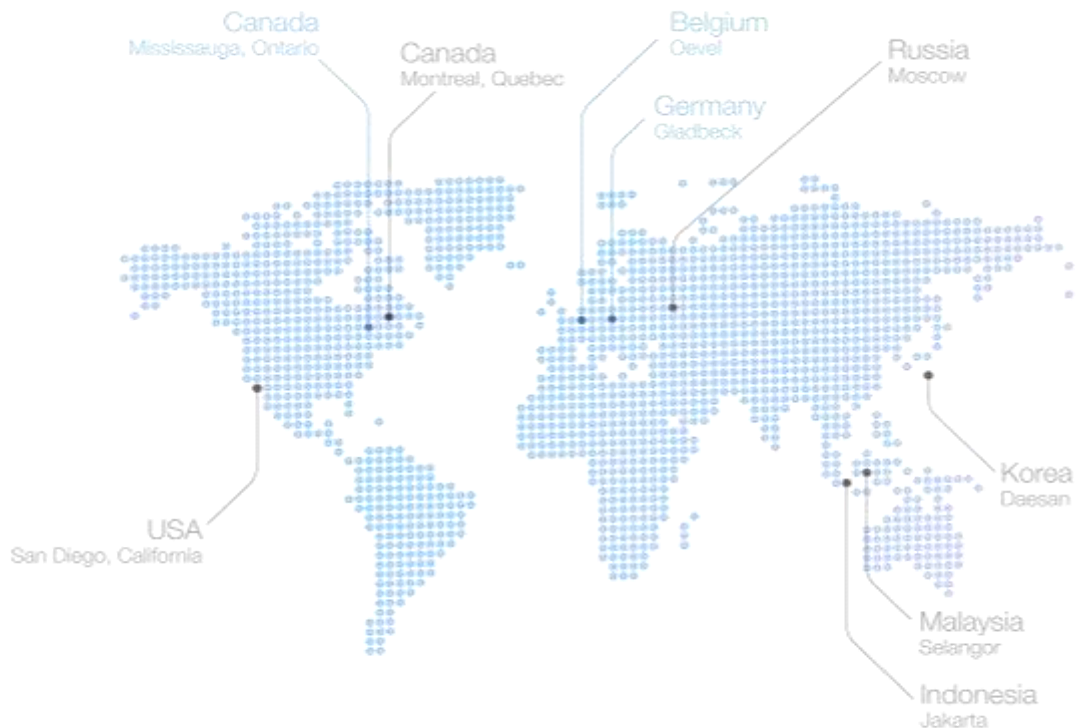 Canada
Mississauga, Ontario
Canada
Montreal, Quebec
Belgium
Oevel
Germany
Gladbeck
Russia
Moscow
USA
San Diego, California
Korea
Daesan
Malaysia
Selangor
Indonesia
Jakarta